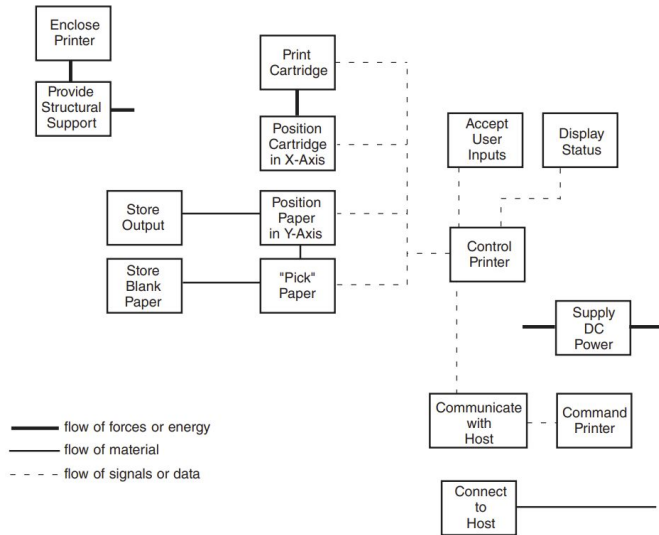 Enclose
Printer
Provide
Structural
Support
Print
Cartridge
Position
Cartridge
in X-Axis
Accept
User
Inputs
Display
Status
Store
Output
Position
Paper
in Y-Axis
Control
Printer
Store
Blank
Paper
"Pick"
Paper
Supply
DC
Power
Communicate
with
Host
Command
Printer
Connect
to
Host
flow of forces or energy
flow of material
flow of signals or data